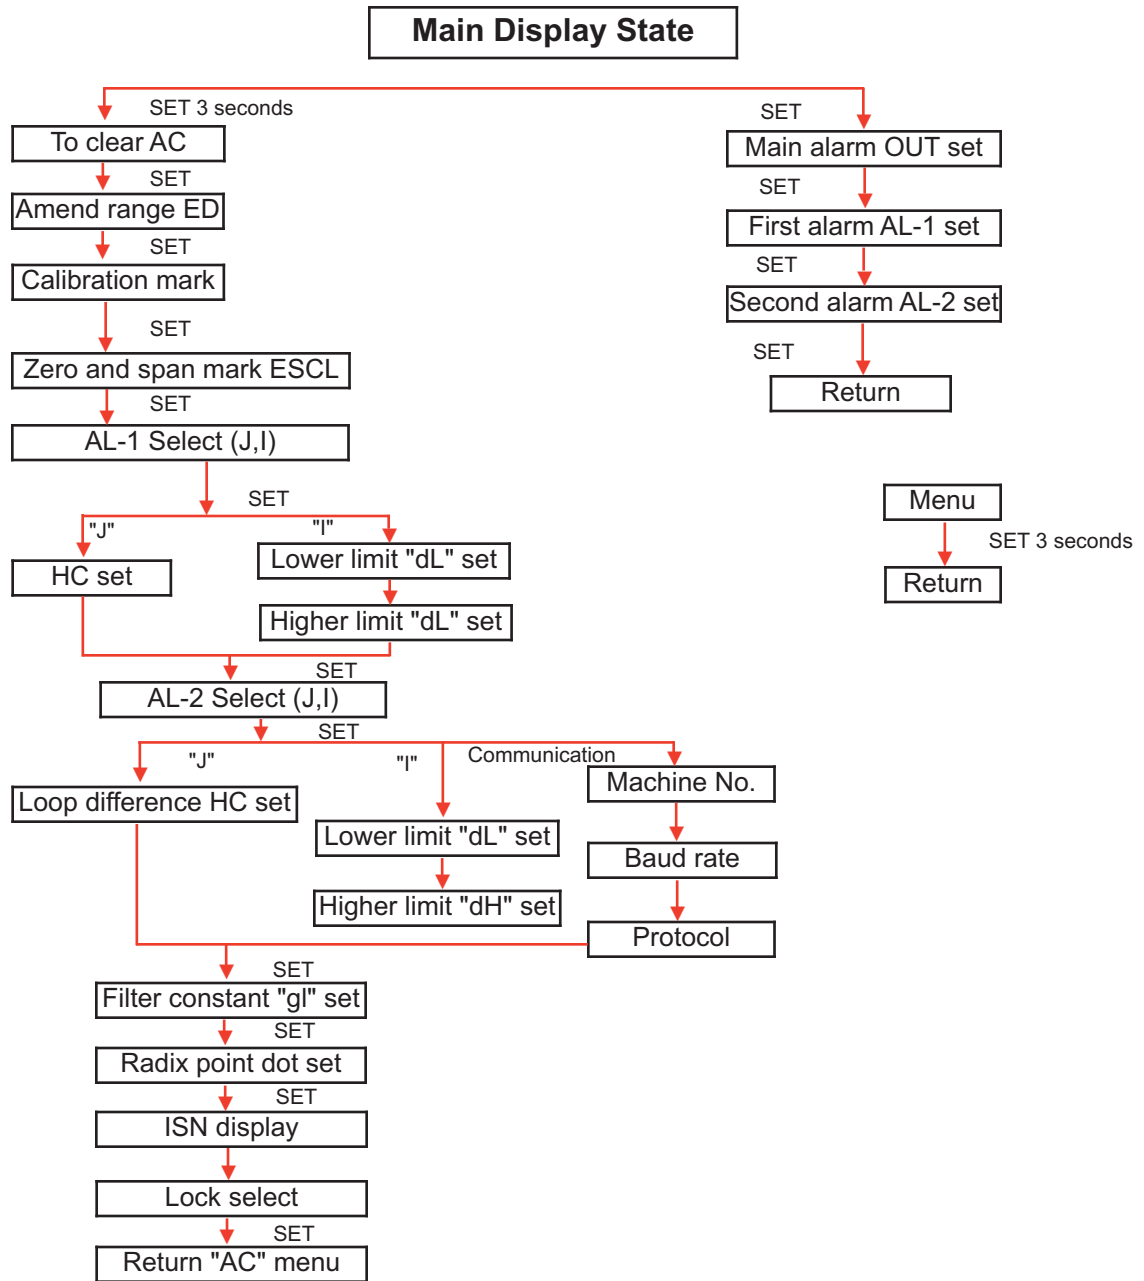 Main Display State
SET 3 seconds
To clear AC
SET
Amend range ED
SET
Calibration mark
SET
Zero and span mark ESCL
SET
AL-1 Select (J,I)
SET
"J"
"I"
HC set
Lower limit "dL" set
Higher limit "dL" set
SET
AL-2 Select (J,I)
SET
"J"
"I"
Communication
Loop difference HC set
Lower limit "dL" set
Higher limit "dH" set
Machine No.
Baud rate
Protocol
SET
Filter constant "gl" set
SET
Radix point dot set
SET
ISN display
Lock select
SET
Return "AC" menu
SET
Main alarm OUT set
SET
First alarm AL-1 set
SET
Second alarm AL-2 set
SET
Return
Menu
SET 3 seconds
Return